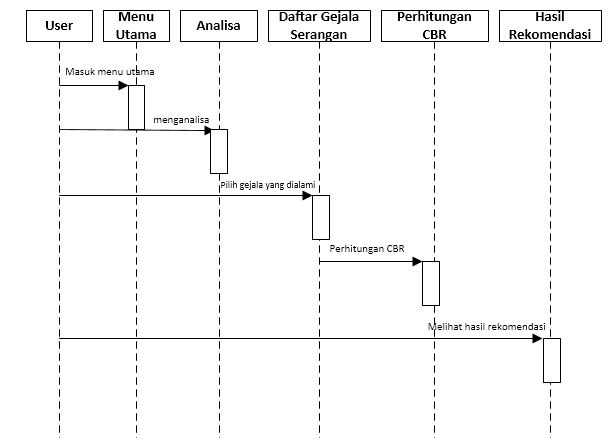 User
Menu
Utama
Analisa
Daftar Gejala
Serangan
Perhitungan
CBR
Hasil
Rekomendasi
Masuk menu utama
menganalisa
Pilih gejala yang dialami
Perhitungan CBR
Melihat hasil rekomendasi